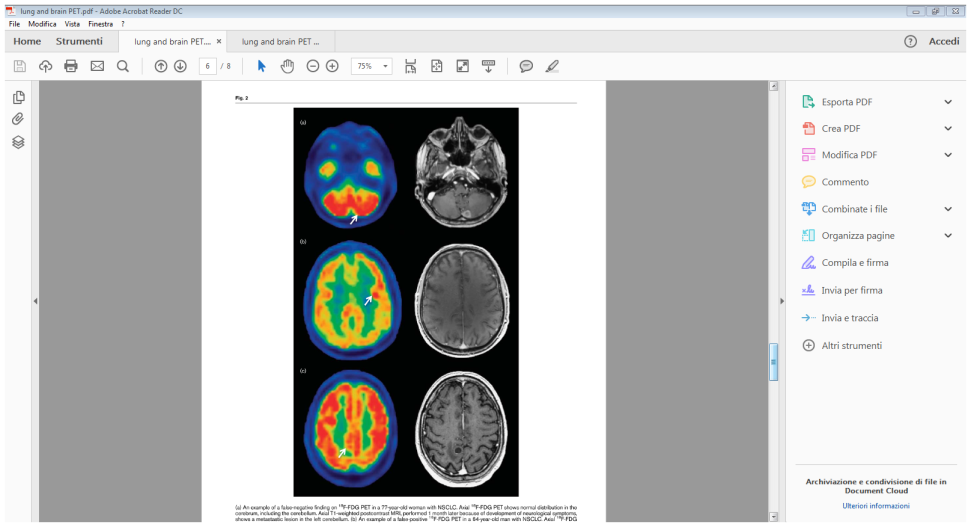 lung and brain PET.pdf - Adobe Acrobat Reader DC
File Modifica Vista Finestra ?
Home Strumenti lung and brain PET.... × lung and brain PET ... Accedi
6 / 8 75%
Fig. 2
(a)
(b)
(c)
(a) An example of a false-negative finding on ¹⁸F-FDG PET in a 77-year-old woman with NSCLC. Axial ¹⁸F-FDG PET shows normal distribution in the
cerebrum, including the cerebellum. Axial T1-weighted postcontrast MRI, performed 1 month later because of development of neurological symptoms,
shows a metastatic lesion in the left cerebellum. (b) An example of a false-positive ¹⁸F-FDG PET in a 64-year-old man with NSCLC. Axial ¹⁸F-FDG
Esporta PDF
Crea PDF
Modifica PDF
Commento
Combinate i file
Organizza pagine
Compila e firma
Invia per firma
Invia e traccia
Altri strumenti
Archiviazione e condivisione di file in
Document Cloud
Ulteriori informazioni